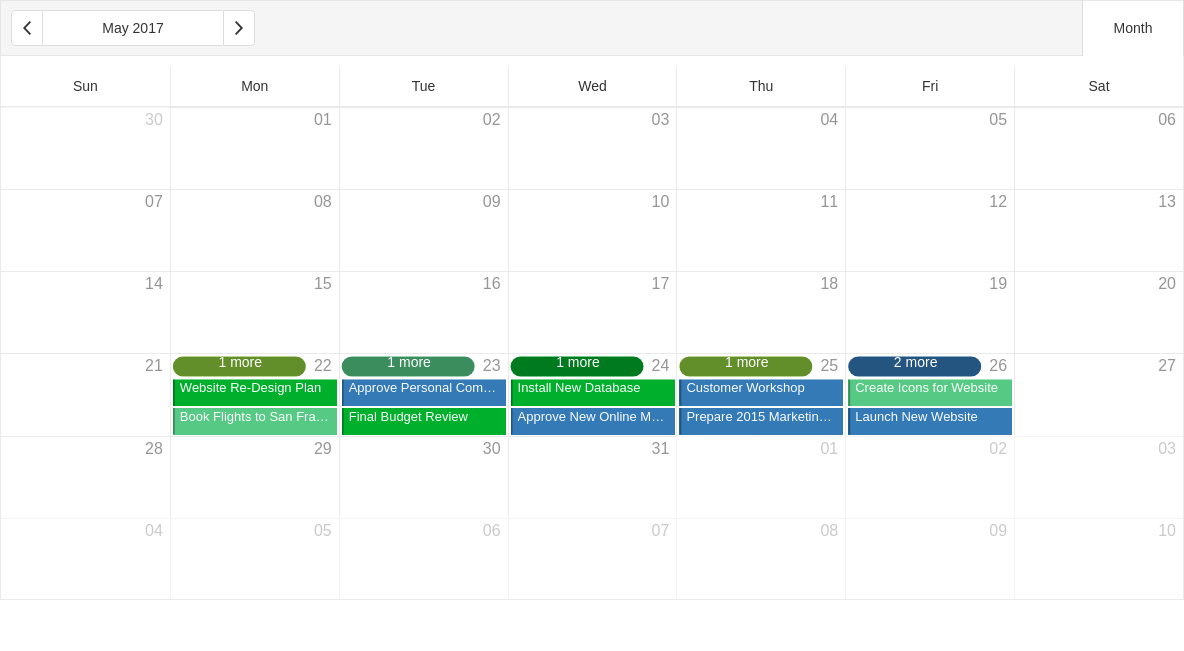 May 2017
Month
Sun Mon Tue Wed Thu Fri Sat
30 01 02 03 04 05 06
07 08 09 10 11 12 13
14 15 16 17 18 19 20
21 1 more 22 1 more 23 1 more 24 1 more 25 2 more 26 27
Website Re-Design Plan Approve Personal Com… Install New Database Customer Workshop Create Icons for Website
Book Flights to San Fra… Final Budget Review Approve New Online M… Prepare 2015 Marketin… Launch New Website
28 29 30 31 01 02 03
04 05 06 07 08 09 10